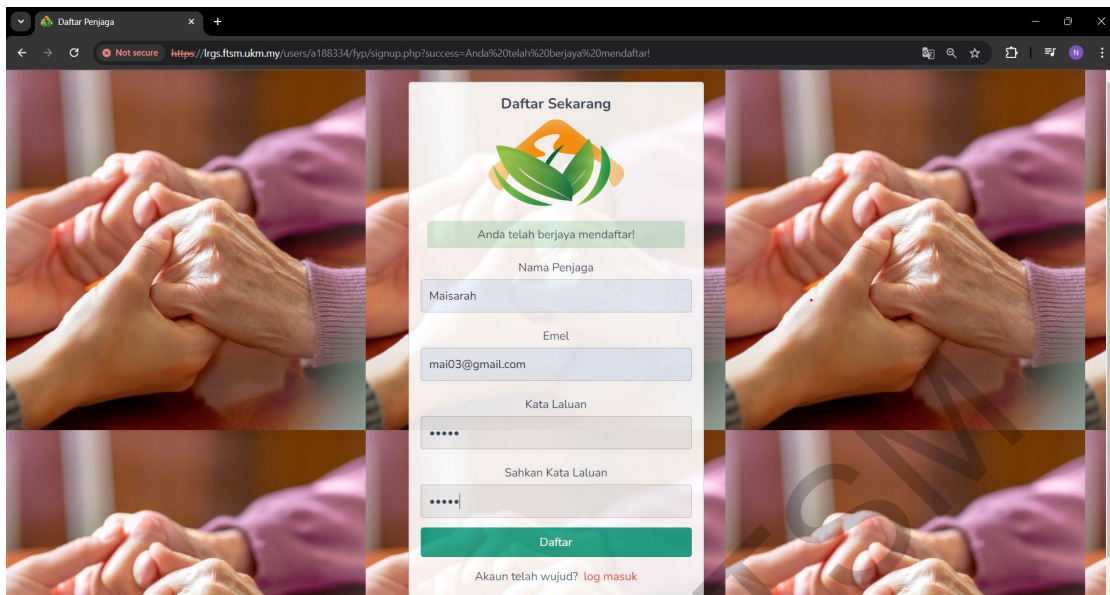 Daftar Penjaga
Not secure https://lrgs.ftsm.ukm.my/users/a188334/fyp/signup.php?success=Anda%20telah%20berjaya%20mendaftar!
N
Daftar Sekarang
Anda telah berjaya mendaftar!
Nama Penjaga
Maisarah
Emel
mai03@gmail.com
Kata Laluan
•••••
Sahkan Kata Laluan
•••••
Daftar
Akaun telah wujud? log masuk
TSM